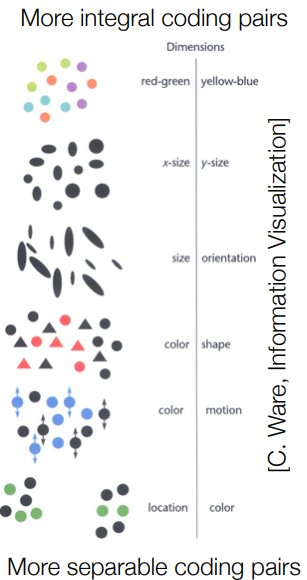 More integral coding pairs
Dimensions
red-green yellow-blue
x-size y-size
size orientation
color shape
color motion
location color
[C. Ware, Information Visualization]
More separable coding pairs